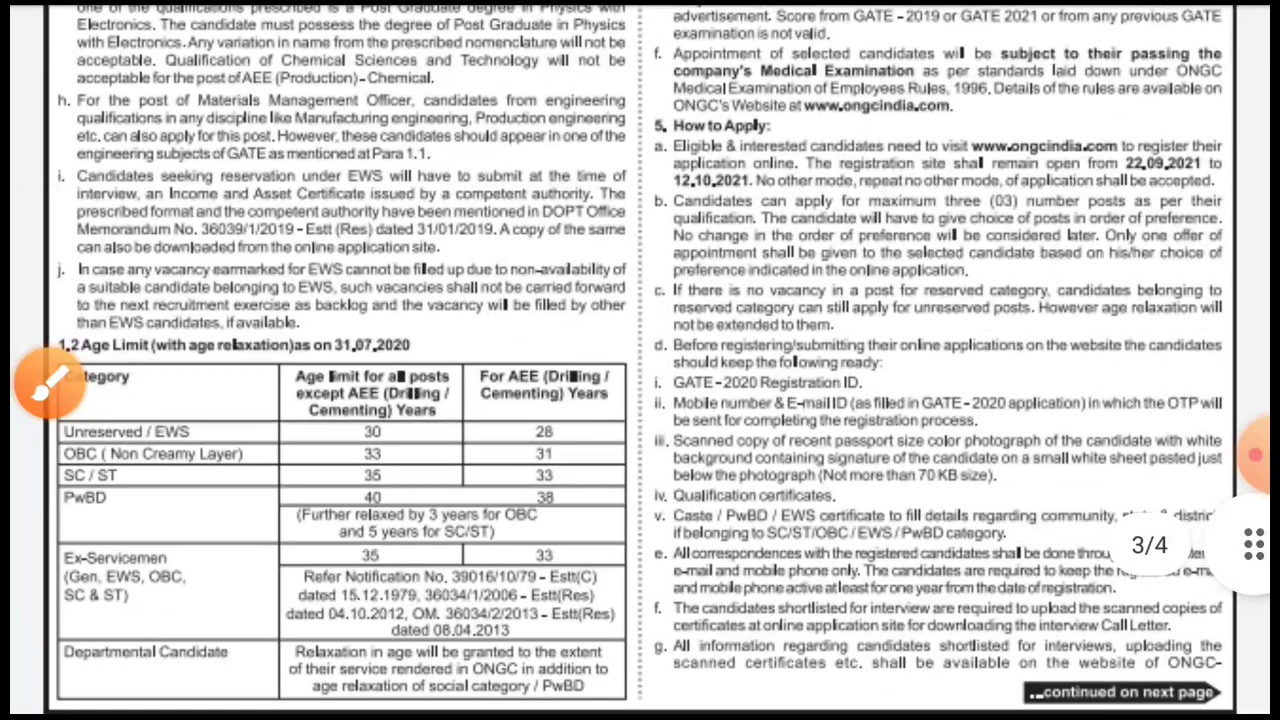 one of the qualifications prescribed is a Post Graduate degree in Physics with
Electronics. The candidate must possess the degree of Post Graduate in Physics
with Electronics. Any variation in name from the prescribed nomenclature will not be
acceptable. Qualification of Chemical Sciences and Technology will not be
acceptable for the post of AEE (Production) - Chemical.
h. For the post of Materials Management Officer, candidates from engineering
qualifications in any discipline like Manufacturing engineering, Production engineering
etc. can also apply for this post. However, these candidates should appear in one of the
engineering subjects of GATE as mentioned at Para 1.1.
i. Candidates seeking reservation under EWS will have to submit at the time of
interview, an Income and Asset Certificate issued by a competent authority. The
prescribed format and the competent authority have been mentioned in DOPT Office
Memorandum No. 36039/1/2019 - Estt (Res) dated 31/01/2019. A copy of the same
can also be downloaded from the online application site.
j. In case any vacancy earmarked for EWS cannot be filled up due to non-availability of
a suitable candidate belonging to EWS, such vacancies shall not be carried forward
to the next recruitment exercise as backlog and the vacancy will be filled by other
than EWS candidates, if available.
1.2 Age Limit (with age relaxation) as on 31.07.2020
Category
Age limit for all posts
except AEE (Drilling /
Cementing) Years
For AEE (Drilling /
Cementing) Years
Unreserved / EWS 30 28
OBC ( Non Creamy Layer) 33 31
SC / ST 35 33
PwBD 40 38
(Further relaxed by 3 years for OBC
and 5 years for SC/ST)
Ex-Servicemen 35 33
(Gen, EWS, OBC,
SC & ST)
Refer Notification No. 39016/10/79 - Estt(C)
dated 15.12.1979, 36034/1/2006 - Estt(Res)
dated 04.10.2012, OM. 36034/2/2013 - Estt(Res)
dated 08.04.2013
Departmental Candidate
Relaxation in age will be granted to the extent
of their service rendered in ONGC in addition to
age relaxation of social category / PwBD
advertisement. Score from GATE - 2019 or GATE 2021 or from any previous GATE
examination is not valid.
f. Appointment of selected candidates will be subject to their passing the
company's Medical Examination as per standards laid down under ONGC
Medical Examination of Employees Rules, 1996. Details of the rules are available on
ONGC's Website at www.ongcindia.com.
5. How to Apply:
a. Eligible & interested candidates need to visit www.ongcindia.com to register their
application online. The registration site shall remain open from 22.09.2021 to
12.10.2021. No other mode, repeat no other mode, of application shall be accepted.
b. Candidates can apply for maximum three (03) number posts as per their
qualification. The candidate will have to give choice of posts in order of preference.
No change in the order of preference will be considered later. Only one offer of
appointment shall be given to the selected candidate based on his/her choice of
preference indicated in the online application.
c. If there is no vacancy in a post for reserved category, candidates belonging to
reserved category can still apply for unreserved posts. However age relaxation will
not be extended to them.
d. Before registering/submitting their online applications on the website the candidates
should keep the following ready:
i. GATE - 2020 Registration ID.
ii. Mobile number & E-mail ID (as filled in GATE - 2020 application) in which the OTP will
be sent for completing the registration process.
iii. Scanned copy of recent passport size color photograph of the candidate with white
background containing signature of the candidate on a small white sheet pasted just
below the photograph (Not more than 70 KB size).
iv. Qualification certificates.
v. Caste / PwBD / EWS certificate to fill details regarding community,
if belonging to SC/ST/OBC/EWS/PwBD category.
e. All correspondences with the registered candidates shall be done
e-mail and mobile phone only. The candidates are required to keep the
and mobile phone active at least for one year from the date of registration.
f. The candidates shortlisted for interview are required to upload the scanned copies of
certificates at online application site for downloading the interview Call Letter.
g. All information regarding candidates shortlisted for interviews, uploading the
scanned certificates etc. shall be available on the website of ONGC-
...continued on next page
3/4